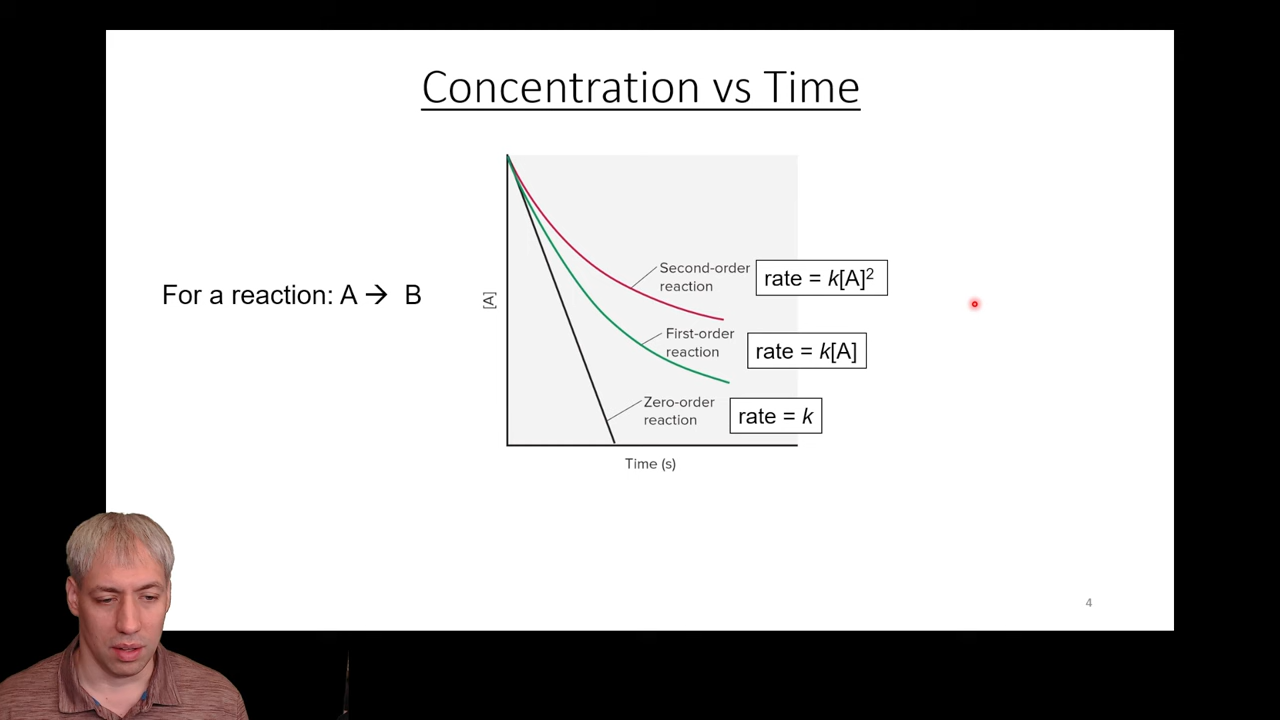 Concentration vs Time
For a reaction: A → B
[A]
Second-order
reaction
rate = k[A]²
First-order
reaction
rate = k[A]
Zero-order
reaction
rate = k
Time (s)
4